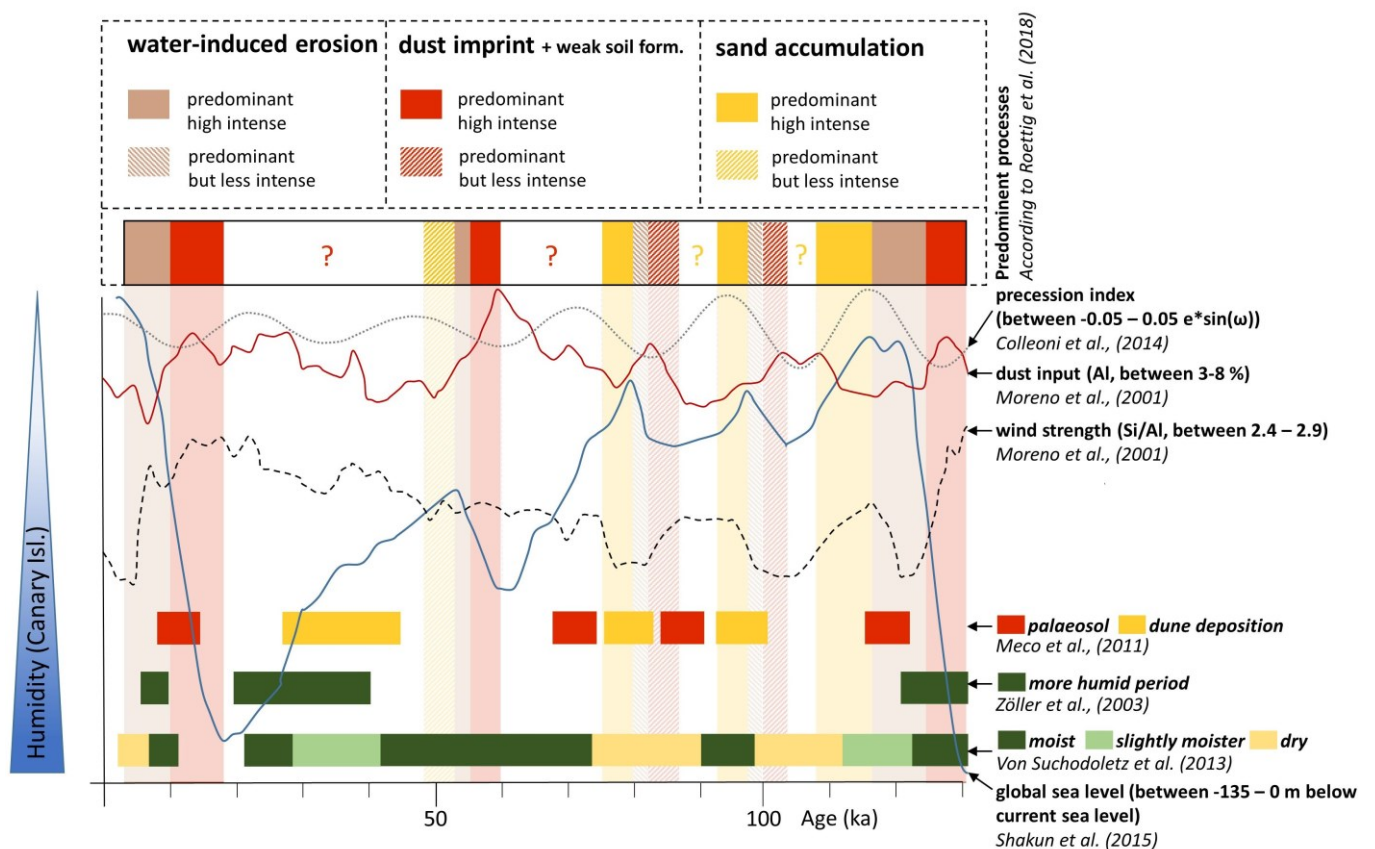 water-induced erosion
predominant
high intense
predominant
but less intense
dust imprint + weak soil form.
predominant
high intense
predominant
but less intense
sand accumulation
predominant
high intense
predominant
but less intense
Predominent processes
According to Roettig et al. (2018)
? ? ? ?
Humidity (Canary Isl.)
precession index
(between -0.05 – 0.05 e*sin(ω))
Colleoni et al., (2014)
dust input (Al, between 3-8 %)
Moreno et al., (2001)
wind strength (Si/Al, between 2.4 – 2.9)
Moreno et al., (2001)
palaeosol dune deposition
Meco et al., (2011)
more humid period
Zöller et al., (2003)
moist slightly moister dry
Von Suchodoletz et al. (2013)
global sea level (between -135 – 0 m below
current sea level)
Shakun et al. (2015)
50 100 Age (ka)